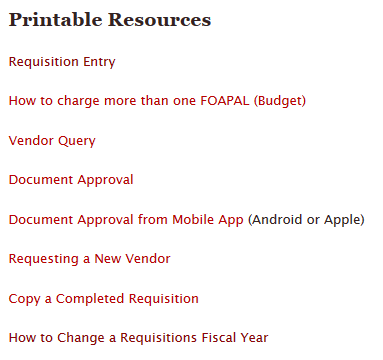 Printable Resources
Requisition Entry
How to charge more than one FOAPAL (Budget)
Vendor Query
Document Approval
Document Approval from Mobile App (Android or Apple)
Requesting a New Vendor
Copy a Completed Requisition
How to Change a Requisitions Fiscal Year